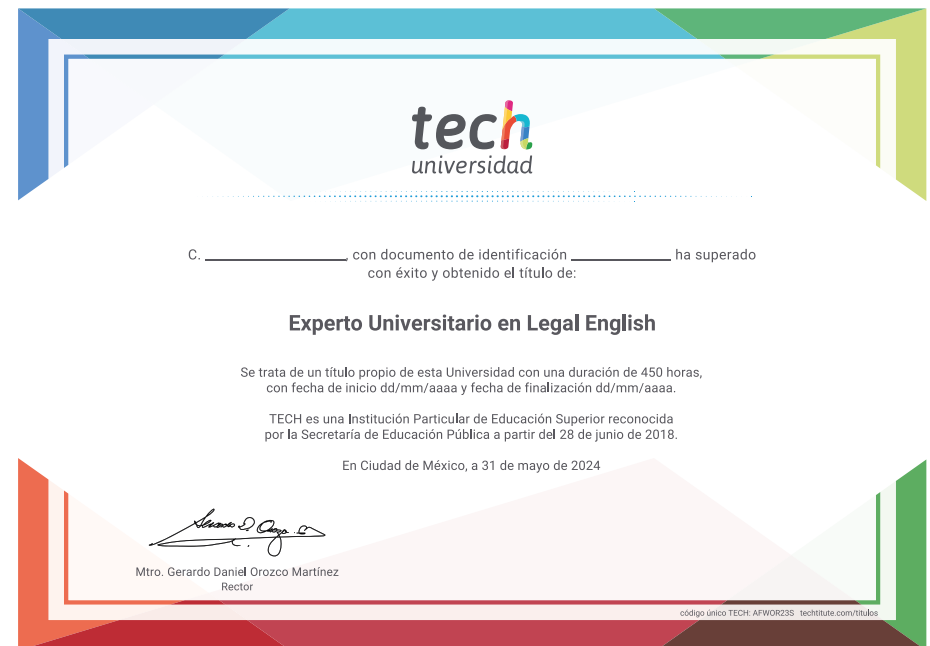 tech
universidad
C. ____________, con documento de identificación __________ ha superado
con éxito y obtenido el título de:
Experto Universitario en Legal English
Se trata de un título propio de esta Universidad con una duración de 450 horas,
con fecha de inicio dd/mm/aaaa y fecha de finalización dd/mm/aaaa.
TECH es una Institución Particular de Educación Superior reconocida
por la Secretaría de Educación Pública a partir del 28 de junio de 2018.
En Ciudad de México, a 31 de mayo de 2024
Mtro. Gerardo Daniel Orozco Martínez
Rector
código único TECH: AFWOR23S techtitute.com/titulos